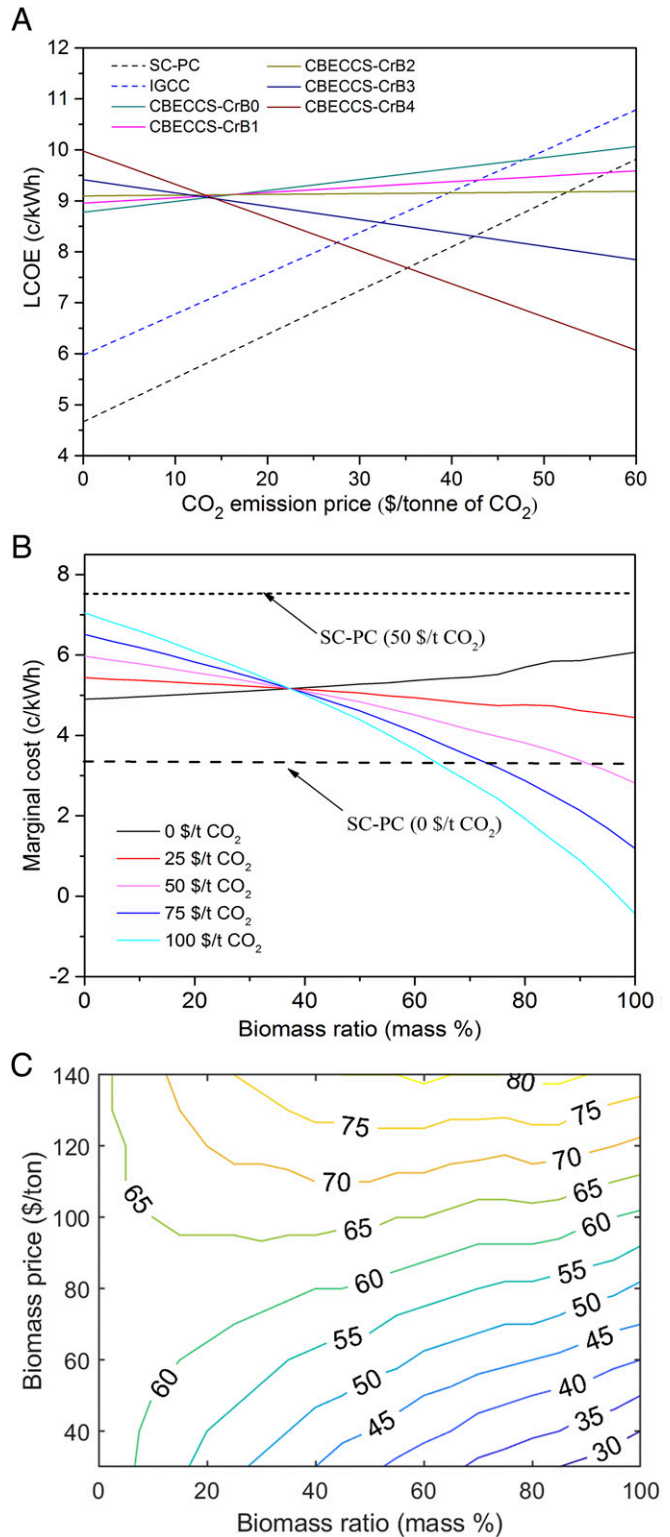 A
12
11
10
9
8
7
6
5
4
LCOE (c/kWh)
SC-PC
IGCC
CBECCS-CrB0
CBECCS-CrB1
CBECCS-CrB2
CBECCS-CrB3
CBECCS-CrB4
0 10 20 30 40 50 60
CO₂ emission price ($/tonne of CO₂)
B
8
6
4
2
0
-2
Marginal cost (c/kWh)
SC-PC (50 $/t CO₂)
SC-PC (0 $/t CO₂)
0 $/t CO₂
25 $/t CO₂
50 $/t CO₂
75 $/t CO₂
100 $/t CO₂
0 20 40 60 80 100
Biomass ratio (mass %)
C
140
120
100
80
60
40
Biomass price ($/ton)
80
75 75
70 70
65 65 65
60 60 60
55 55
50 50
45 45
40
35
30
0 20 40 60 80 100
Biomass ratio (mass %)